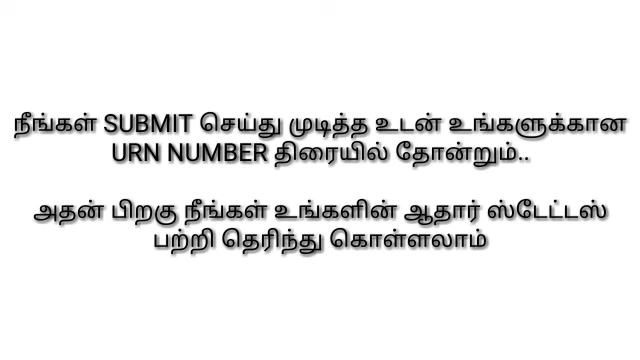 நீங்கள் SUBMIT செய்து முடித்த உடன் உங்களுக்கான
URN NUMBER திரையில் தோன்றும்..
அதன் பிறகு நீங்கள் உங்களின் ஆதார் ஸ்டேட்டஸ்
பற்றி தெரிந்து கொள்ளலாம்